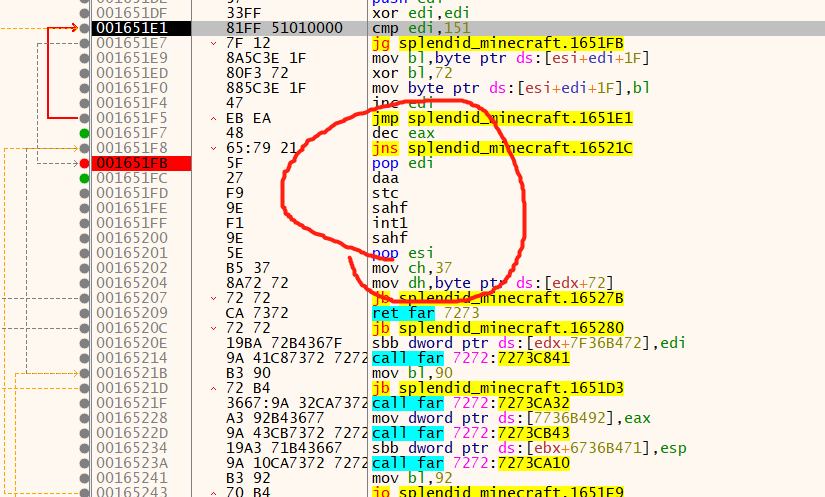 001651DF 33FF xor edi,edi
001651E1 81FF 51010000 cmp edi,151
001651E7 7F 12 jg splendid_minecraft.1651FB
001651E9 8A5C3E 1F mov bl,byte ptr ds:[esi+edi+1F]
001651ED 80F3 72 xor bl,72
001651F0 885C3E 1F mov byte ptr ds:[esi+edi+1F],bl
001651F4 47 inc edi
001651F5 EB EA jmp splendid_minecraft.1651E1
001651F7 48 dec eax
001651F8 65:79 21 jns splendid_minecraft.16521C
001651FB 5F pop edi
001651FC 27 daa
001651FD F9 stc
001651FE 9E sahf
001651FF F1 int1
00165200 9E sahf
00165201 5E pop esi
00165202 B5 37 mov ch,37
00165204 8A72 72 mov dh,byte ptr ds:[edx+72]
00165207 72 72 jb splendid_minecraft.16527B
00165209 CA 7372 ret far 7273
0016520C 72 72 jb splendid_minecraft.165280
0016520E 19BA 72B4367F sbb dword ptr ds:[edx+7F36B472],edi
00165214 9A 41C87372 7272 call far 7272:7273C841
0016521B B3 90 mov bl,90
0016521D 72 B4 jb splendid_minecraft.1651D3
0016521F 3667:9A 32CA7372 call far 7272:7273CA32
00165228 A3 92B43677 mov dword ptr ds:[7736B492],eax
0016522D 9A 43CB7372 7272 call far 7272:7273CB43
00165234 19A3 71B43667 sbb dword ptr ds:[ebx+6736B471],esp
0016523A 9A 10CA7372 7272 call far 7272:7273CA10
00165241 B3 92 mov bl,92
00165243 70 B4 jo splendid_minecraft.1651F9